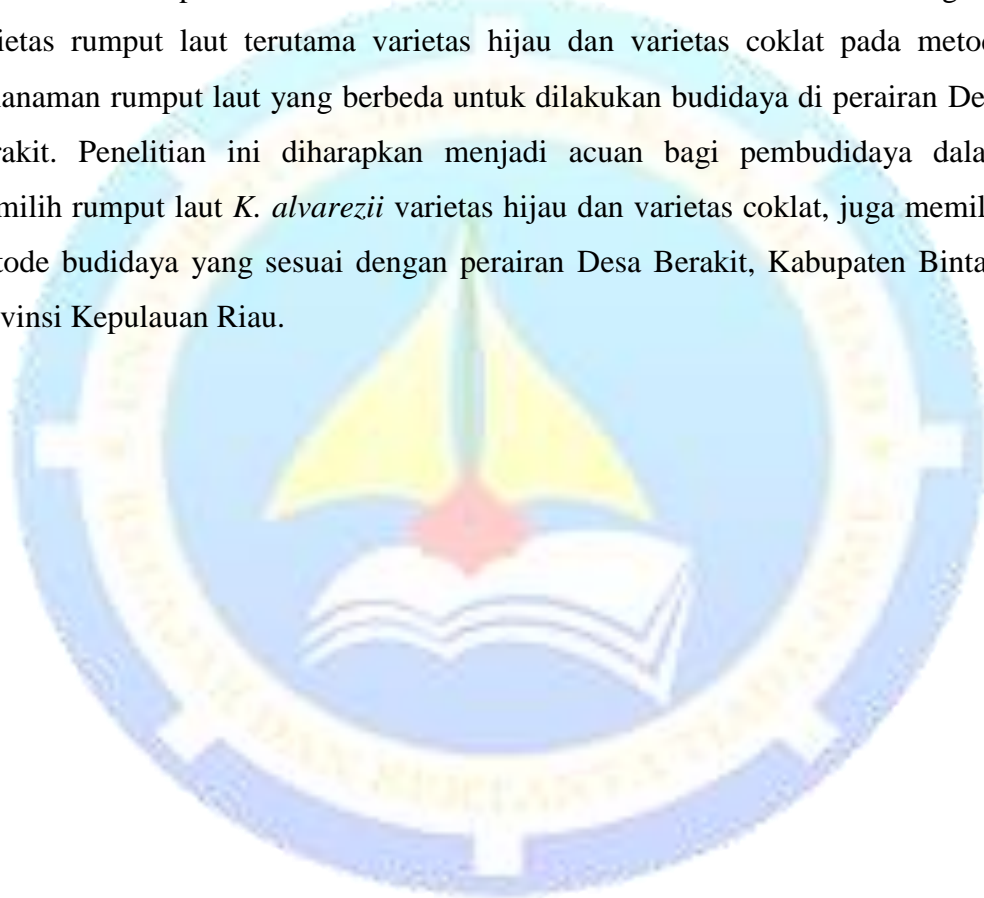 ietas rumput laut terutama varietas hijau dan varietas coklat pada metod
anaman rumput laut yang berbeda untuk dilakukan budidaya di perairan De
rakit. Penelitian ini diharapkan menjadi acuan bagi pembudidaya dala
milih rumput laut K. alvarezii varietas hijau dan varietas coklat, juga memil
tode budidaya yang sesuai dengan perairan Desa Berakit, Kabupaten Binta
vinsi Kepulauan Riau.